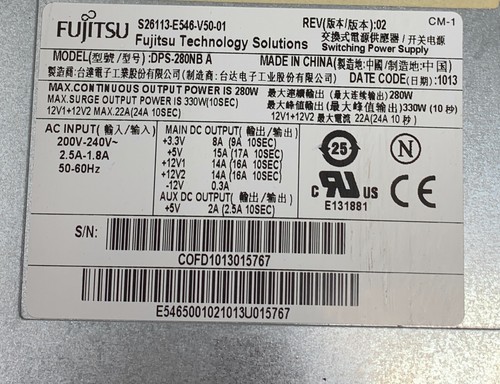 FUJITSU
S26113-E546-V50-01
REV(版本/版本):02
CM-1
Fujitsu Technology Solutions
交換式電源供應器/开关电源
Switching Power Supply
MODEL(型號/型号):DPS-280NB A
MADE IN CHINA(製造地:中國/制造地:中国)
製造商:台達電子工業股份有限公司(制造商:台达电子工业股份有限公司)
DATE CODE(日期):1013
MAX.CONTINUOUS OUTPUT POWER IS 280W
最大連續輸出(最大连续输出)280W
MAX.SURGE OUTPUT POWER IS 330W(10SEC)
最大峰值輸出(最大峰值输出)330W(10秒)
12V1+12V2 MAX.22A(24A 10SEC)
12V1+12V2最大電流 22A(24A 10秒)
AC INPUT(輸入/输入)
200V-240V~
2.5A-1.8A
50-60Hz
MAIN DC OUTPUT(輸出/输出)
+3.3V 8A (9A 10SEC)
+5V 15A (17A 10SEC)
+12V1 14A (16A 10SEC)
+12V2 14A (16A 10SEC)
-12V 0.3A
AUX DC OUTPUT(輸出/输出)
+5V 2A (2.5A 10SEC)
25
N
C RU US
E131881
CE
S/N:
COFD1013015767
E5465001021013U015767